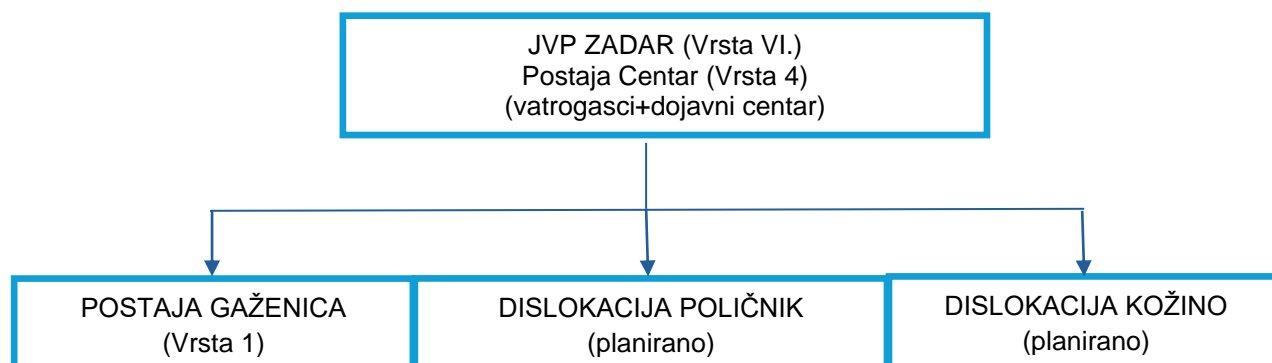 JVP ZADAR (Vrsta VI.)
Postaja Centar (Vrsta 4)
(vatrogasci+dojavni centar)
POSTAJA GAŽENICA
(Vrsta 1)
DISLOKACIJA POLIČNIK
(planirano)
DISLOKACIJA KOŽINO
(planirano)